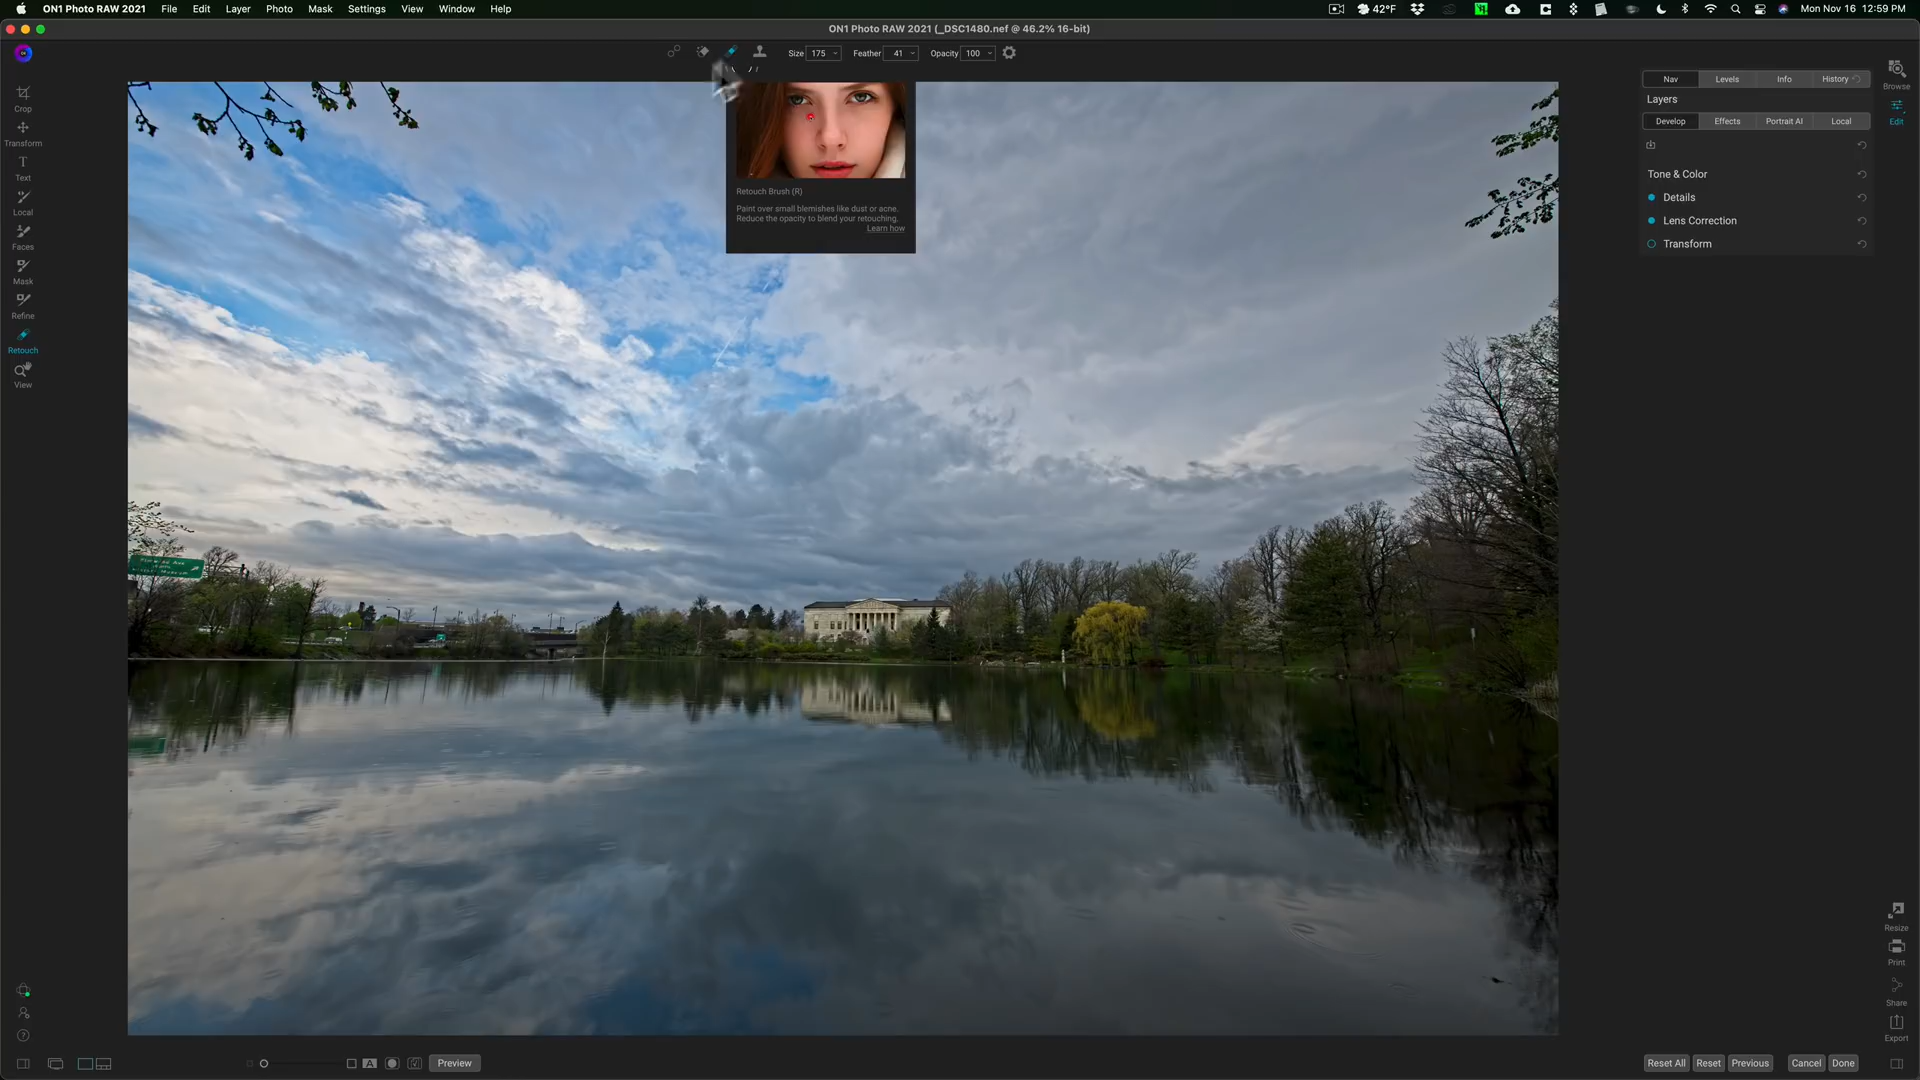 ON1 Photo RAW 2021 File Edit Layer Photo Mask Settings View Window Help
42°F
Mon Nov 16 12:59 PM
ON1 Photo RAW 2021 (_DSC1480.nef @ 46.2% 16-bit)
Size 175 Feather 41 Opacity 100
Crop
Transform
Text
Local
Faces
Mask
Refine
Retouch
View
Retouch Brush (R)
Paint over small blemishes like dust or acne.
Reduce the opacity to blend your retouching.
Learn how
Nav Levels Info History
Layers
Develop Effects Portrait AI Local
Tone & Color
Details
Lens Correction
Transform
Browse
Edit
Resize
Print
Share
Export
A
Preview
Reset All Reset Previous Cancel Done